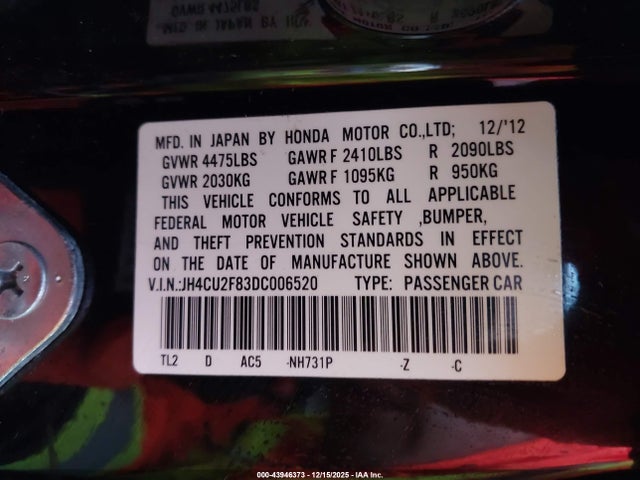 MFD. IN JAPAN BY HONDA MOTOR CO.,LTD; 12/'12
GVWR 4475LBS GAWR F 2410LBS R 2090LBS
GVWR 2030KG GAWR F 1095KG R 950KG
THIS VEHICLE CONFORMS TO ALL APPLICABLE
FEDERAL MOTOR VEHICLE SAFETY ,BUMPER,
AND THEFT PREVENTION STANDARDS IN EFFECT
ON THE DATE OF MANUFACTURE SHOWN ABOVE.
V.I.N.:JH4CU2F83DC006520 TYPE: PASSENGER CAR
TL2 D AC5 -NH731P -Z -C
000-43946373 - 12/15/2025 - IAA Inc.